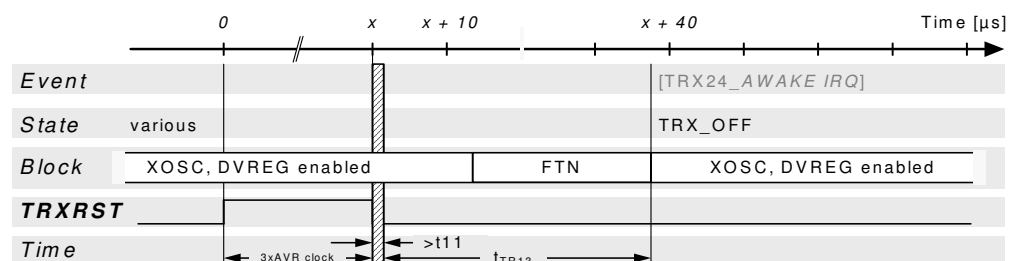 0 x x + 10 x + 40 Time [µs]
Event [TRX24_AWAKE IRQ]
State various TRX_OFF
Block XOSC, DVREG enabled FTN XOSC, DVREG enabled
TRXRST
Time 3xAVR clock >t11 tTR13